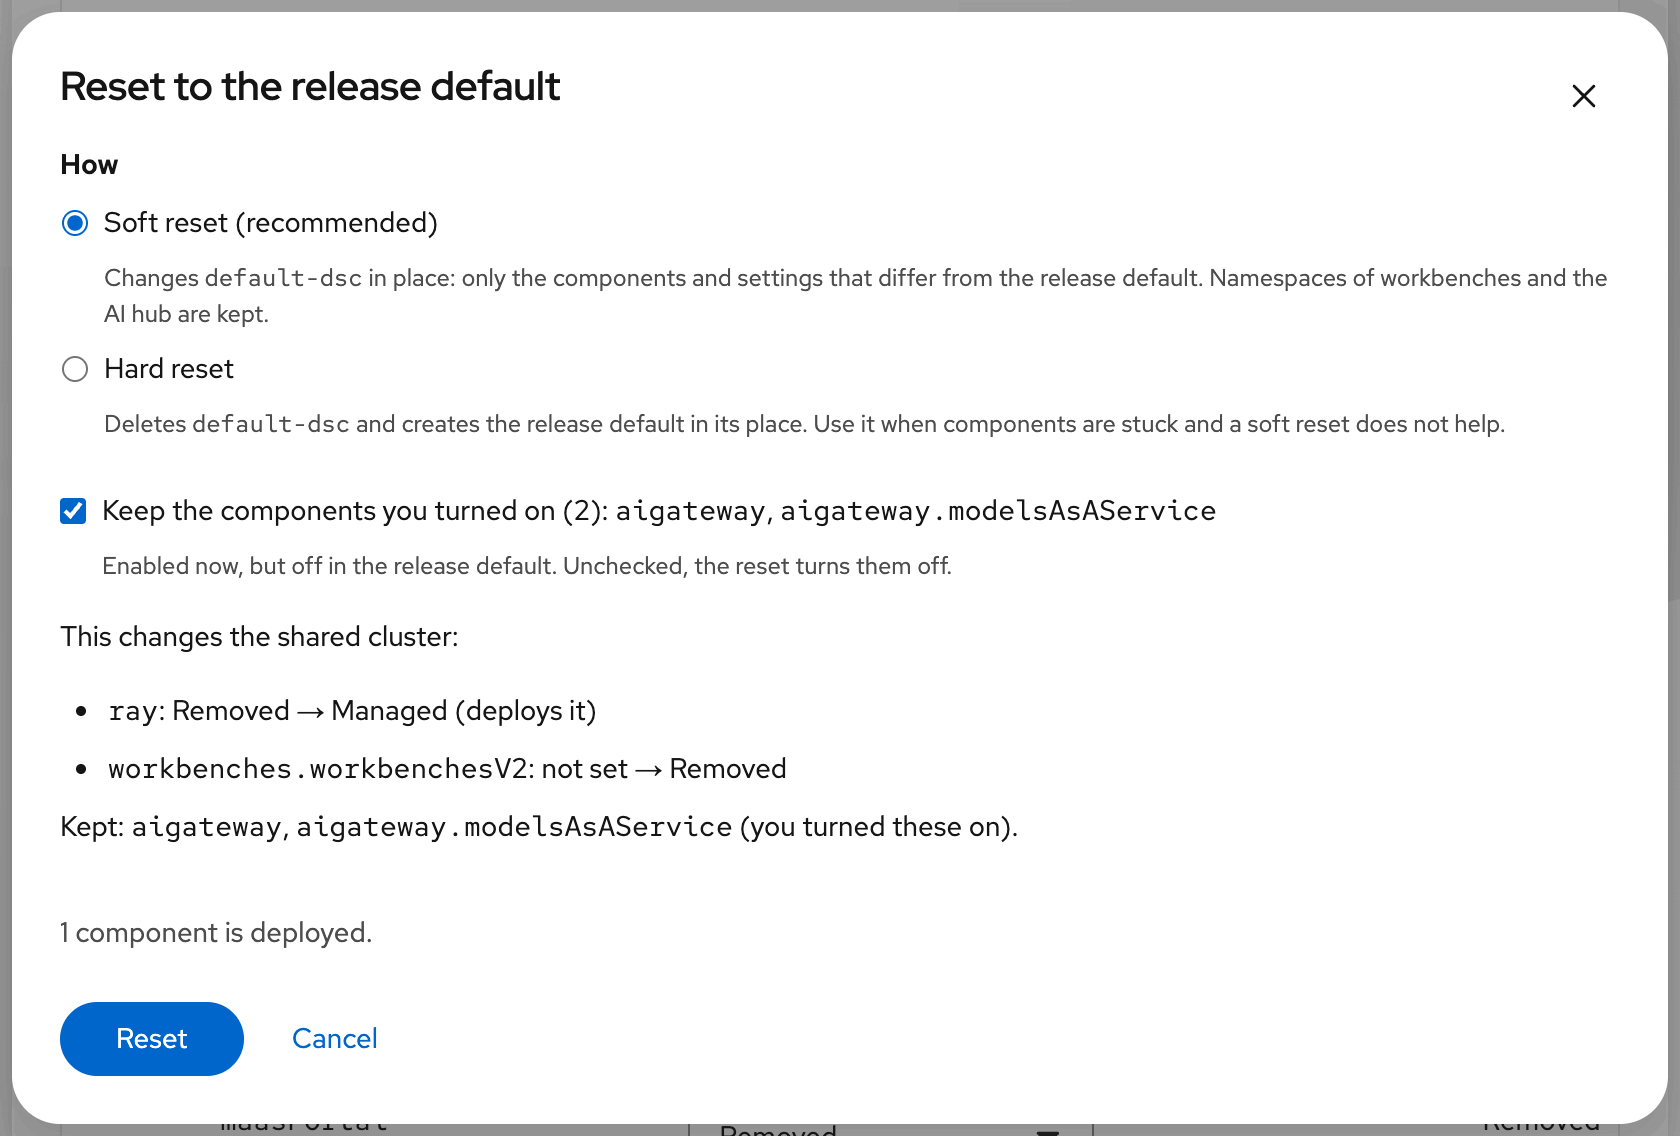 Reset to the release default
How
Soft reset (recommended)
Changes default-dsc in place: only the components and settings that differ from the release default. Namespaces of workbenches and the
AI hub are kept.
Hard reset
Deletes default-dsc and creates the release default in its place. Use it when components are stuck and a soft reset does not help.
Keep the components you turned on (2): aigateway, aigateway.modelsAsAService
Enabled now, but off in the release default. Unchecked, the reset turns them off.
This changes the shared cluster:
• ray: Removed → Managed (deploys it)
• workbenches.workbenchesV2: not set → Removed
Kept: aigateway, aigateway.modelsAsAService (you turned these on).
1 component is deployed.
Reset Cancel
Removed Removed